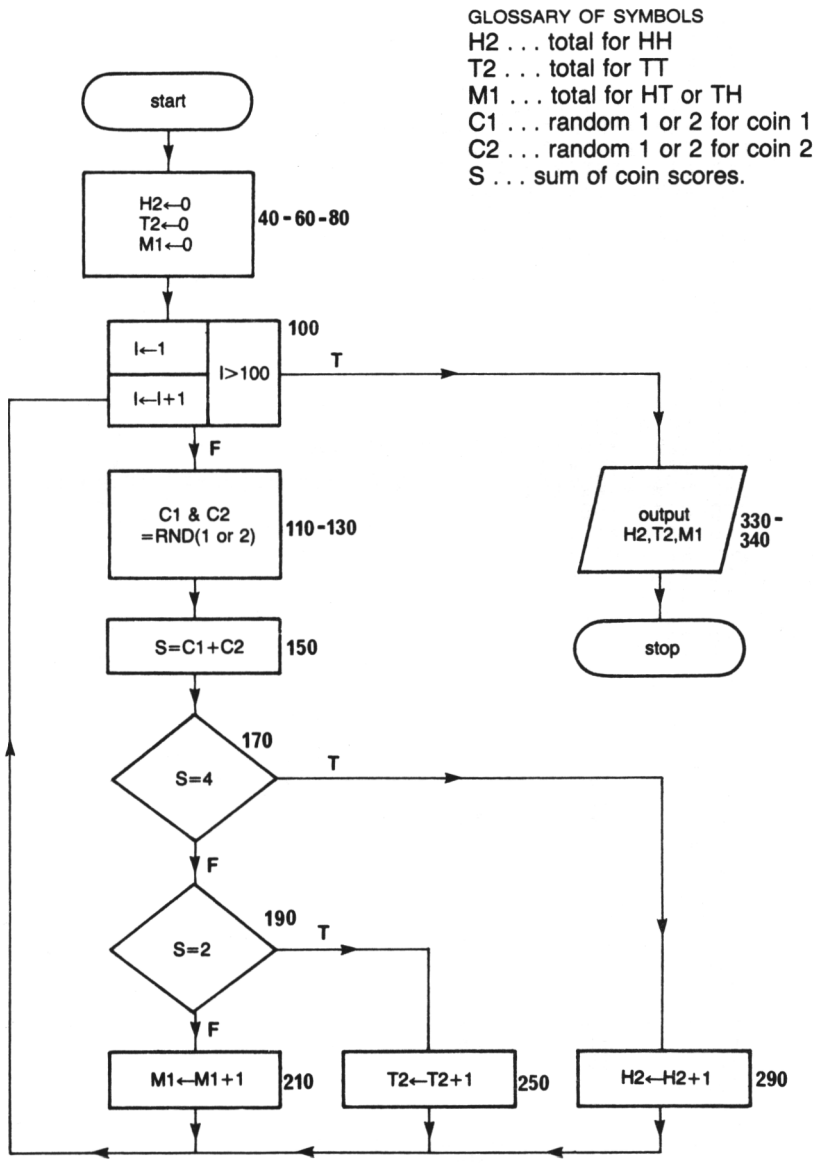 GLOSSARY OF SYMBOLS
H2 . . . total for HH
T2 . . . total for TT
M1 . . . total for HT or TH
C1 . . . random 1 or 2 for coin 1
C2 . . . random 1 or 2 for coin 2
S . . . sum of coin scores.
start
H2←0
T2←0
M1←0
40-60-80
100
I←1
I←I+1
I>100
T
F
C1 & C2
=RND(1 or 2)
110-130
output
H2,T2,M1
330-
340
S=C1+C2
150
stop
170
S=4
T
F
190
S=2
T
F
M1←M1+1
210
T2←T2+1
250
H2←H2+1
290